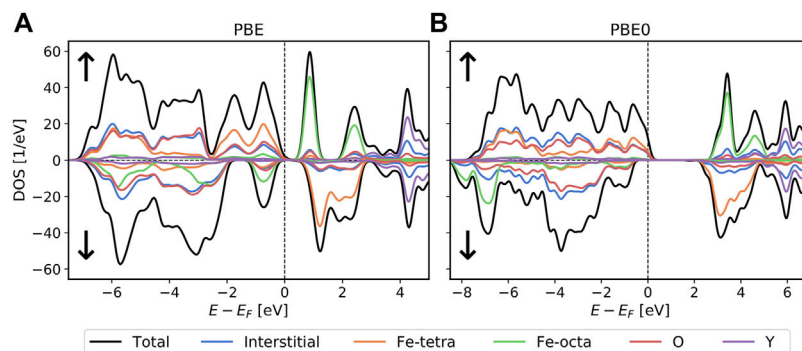 A PBE B PBE0
60
40
20
0
−20
−40
−60
DOS [1/eV]
−6 −4 −2 0 2 4
−8 −6 −4 −2 0 2 4 6
E − E_F [eV] E − E_F [eV]
Total Interstitial Fe-tetra Fe-octa O Y